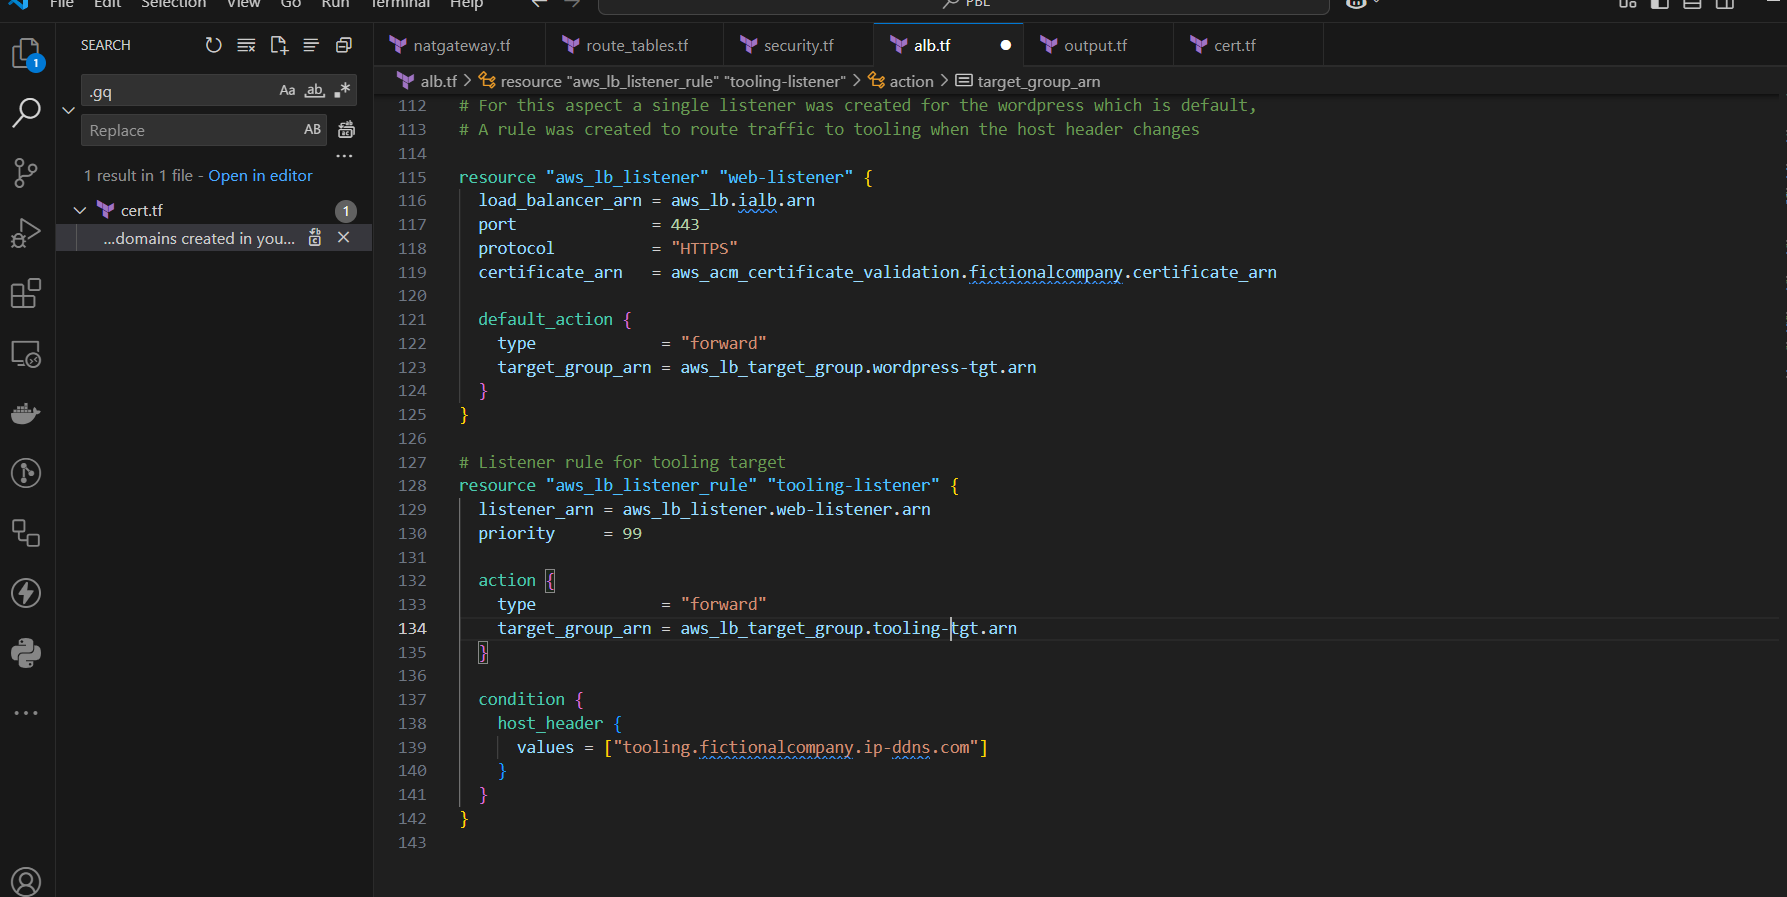 File Edit Selection View Go Run Terminal Help
PBL
SEARCH
.gq
Aa ab .*
Replace
AB
1 result in 1 file - Open in editor
cert.tf
1
...domains created in you...
1
natgateway.tf
route_tables.tf
security.tf
alb.tf
output.tf
cert.tf
alb.tf > resource "aws_lb_listener_rule" "tooling-listener" > action > target_group_arn
112 # For this aspect a single listener was created for the wordpress which is default,
113 # A rule was created to route traffic to tooling when the host header changes
114
115 resource "aws_lb_listener" "web-listener" {
116 load_balancer_arn = aws_lb.ialb.arn
117 port = 443
118 protocol = "HTTPS"
119 certificate_arn = aws_acm_certificate_validation.fictionalcompany.certificate_arn
120
121 default_action {
122 type = "forward"
123 target_group_arn = aws_lb_target_group.wordpress-tgt.arn
124 }
125 }
126
127 # Listener rule for tooling target
128 resource "aws_lb_listener_rule" "tooling-listener" {
129 listener_arn = aws_lb_listener.web-listener.arn
130 priority = 99
131
132 action {
133 type = "forward"
134 target_group_arn = aws_lb_target_group.tooling-tgt.arn
135 }
136
137 condition {
138 host_header {
139 values = ["tooling.fictionalcompany.ip-ddns.com"]
140 }
141 }
142 }
143